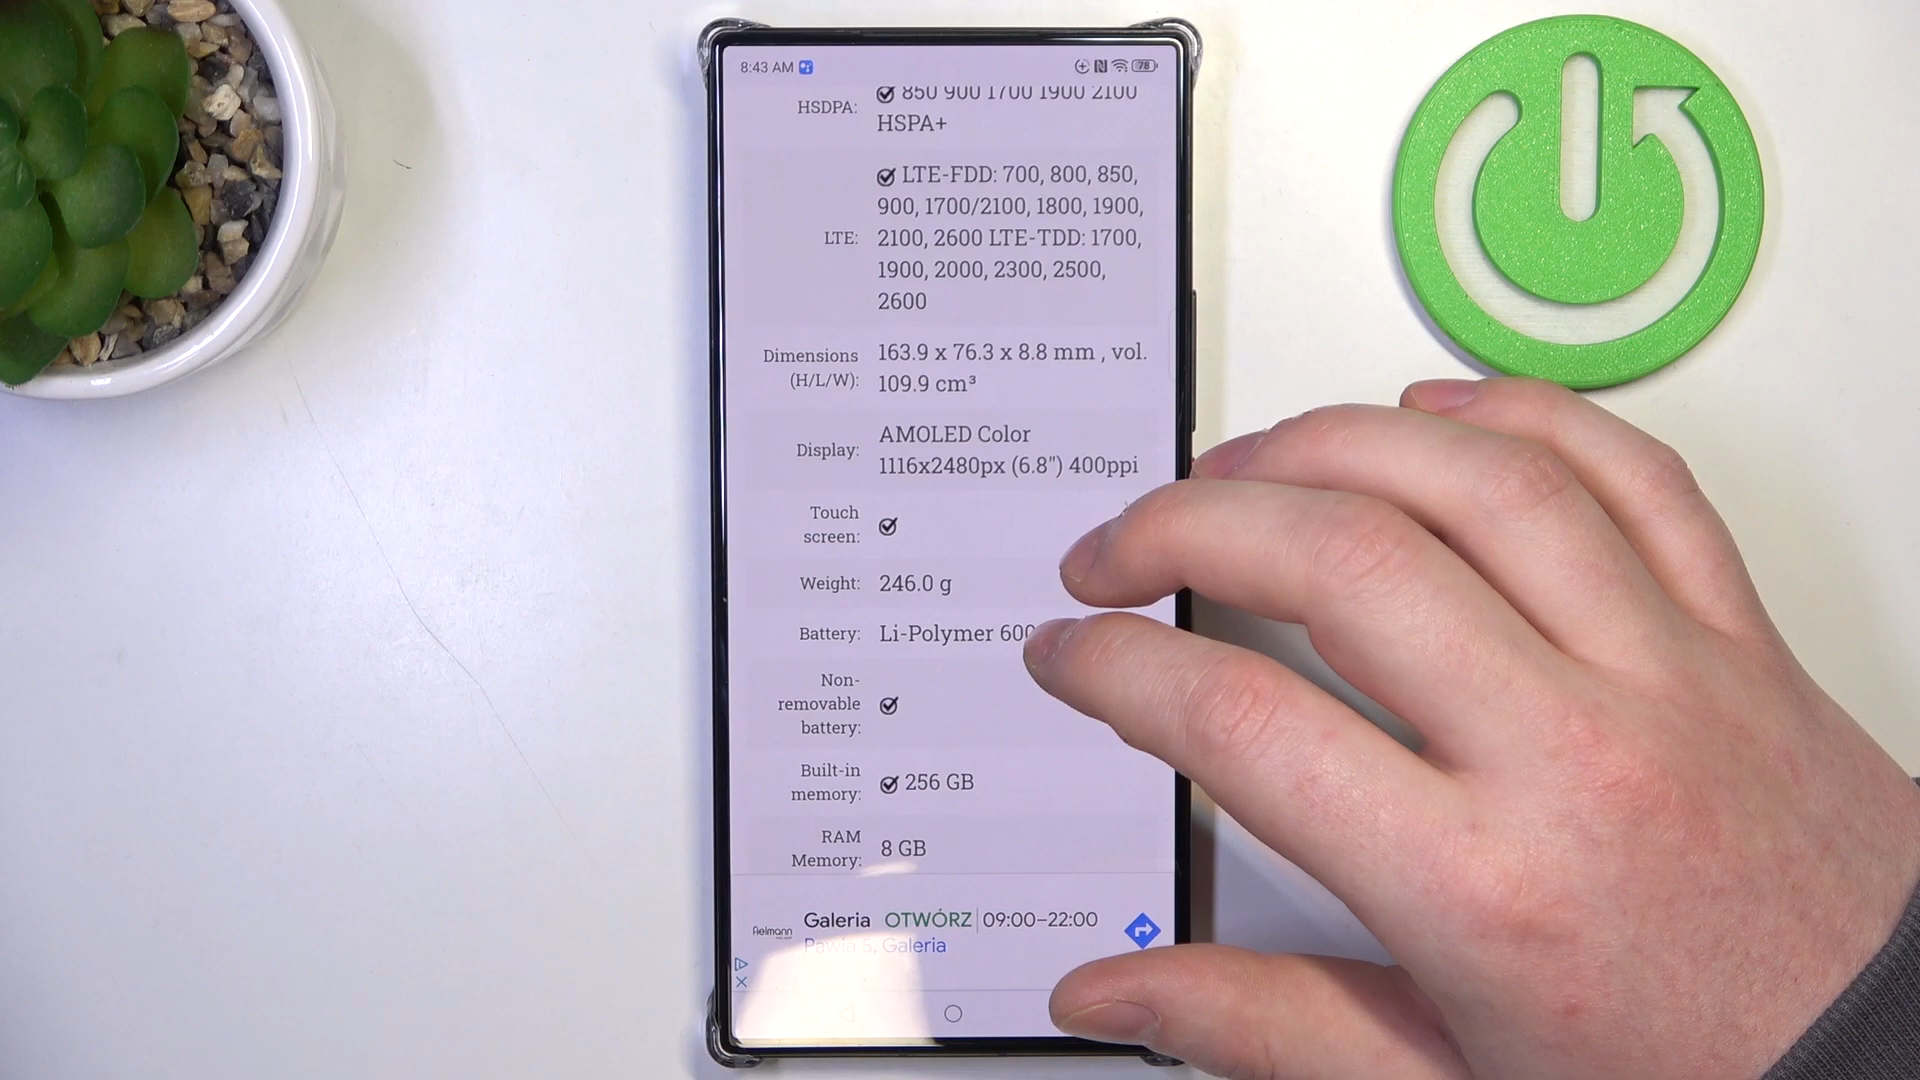 8:43 AM
78
HSDPA:
850 900 1700 1900 2100
HSPA+
LTE:
LTE-FDD: 700, 800, 850,
900, 1700/2100, 1800, 1900,
2100, 2600 LTE-TDD: 1700,
1900, 2000, 2300, 2500,
2600
Dimensions
(H/L/W):
163.9 x 76.3 x 8.8 mm , vol.
109.9 cm³
Display:
AMOLED Color
1116x2480px (6.8") 400ppi
Touch
screen:
Weight:
246.0 g
Battery:
Li-Polymer 600
Non-
removable
battery:
Built-in
memory:
256 GB
RAM
Memory:
8 GB
fielmann
Galeria OTWÓRZ 09:00–22:00
Pawia 5, Galeria